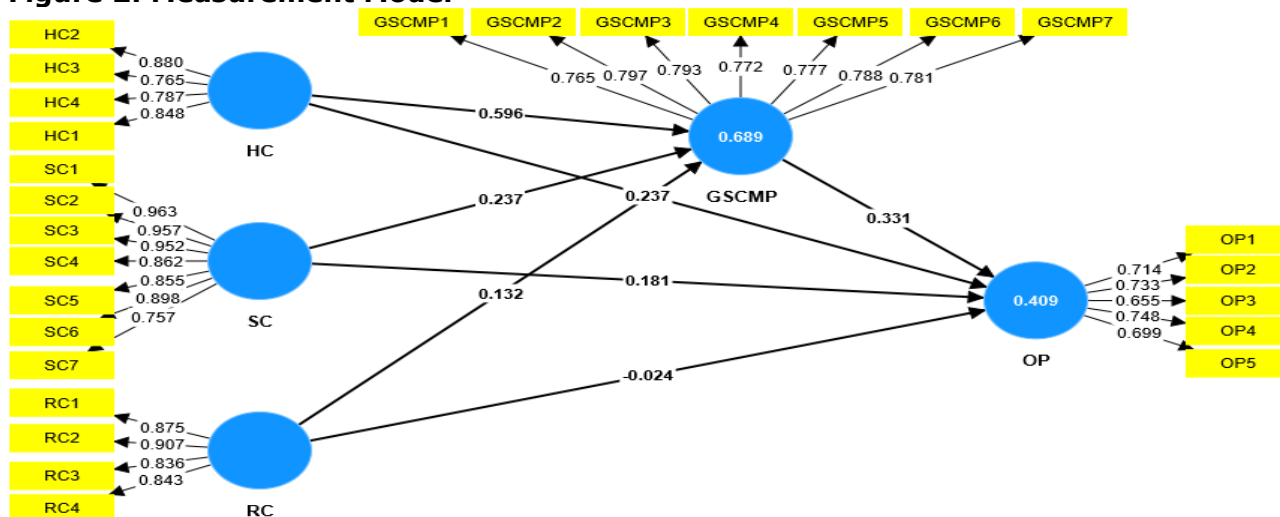 Figure 2: Measurement Model
GSCMP1 GSCMP2 GSCMP3 GSCMP4 GSCMP5 GSCMP6 GSCMP7
0.765 0.797 0.793 0.772 0.777 0.788 0.781
HC2
HC3
HC4
HC1
0.880
0.765
0.787
0.848
HC
SC1
SC2
SC3
SC4
SC5
SC6
SC7
0.963
0.957
0.952
0.862
0.855
0.898
0.757
SC
RC1
RC2
RC3
RC4
0.875
0.907
0.836
0.843
RC
0.596
0.237
0.237
0.132
0.181
-0.024
0.689
GSCMP
0.331
0.409
OP
0.714
0.733
0.655
0.748
0.699
OP1
OP2
OP3
OP4
OP5